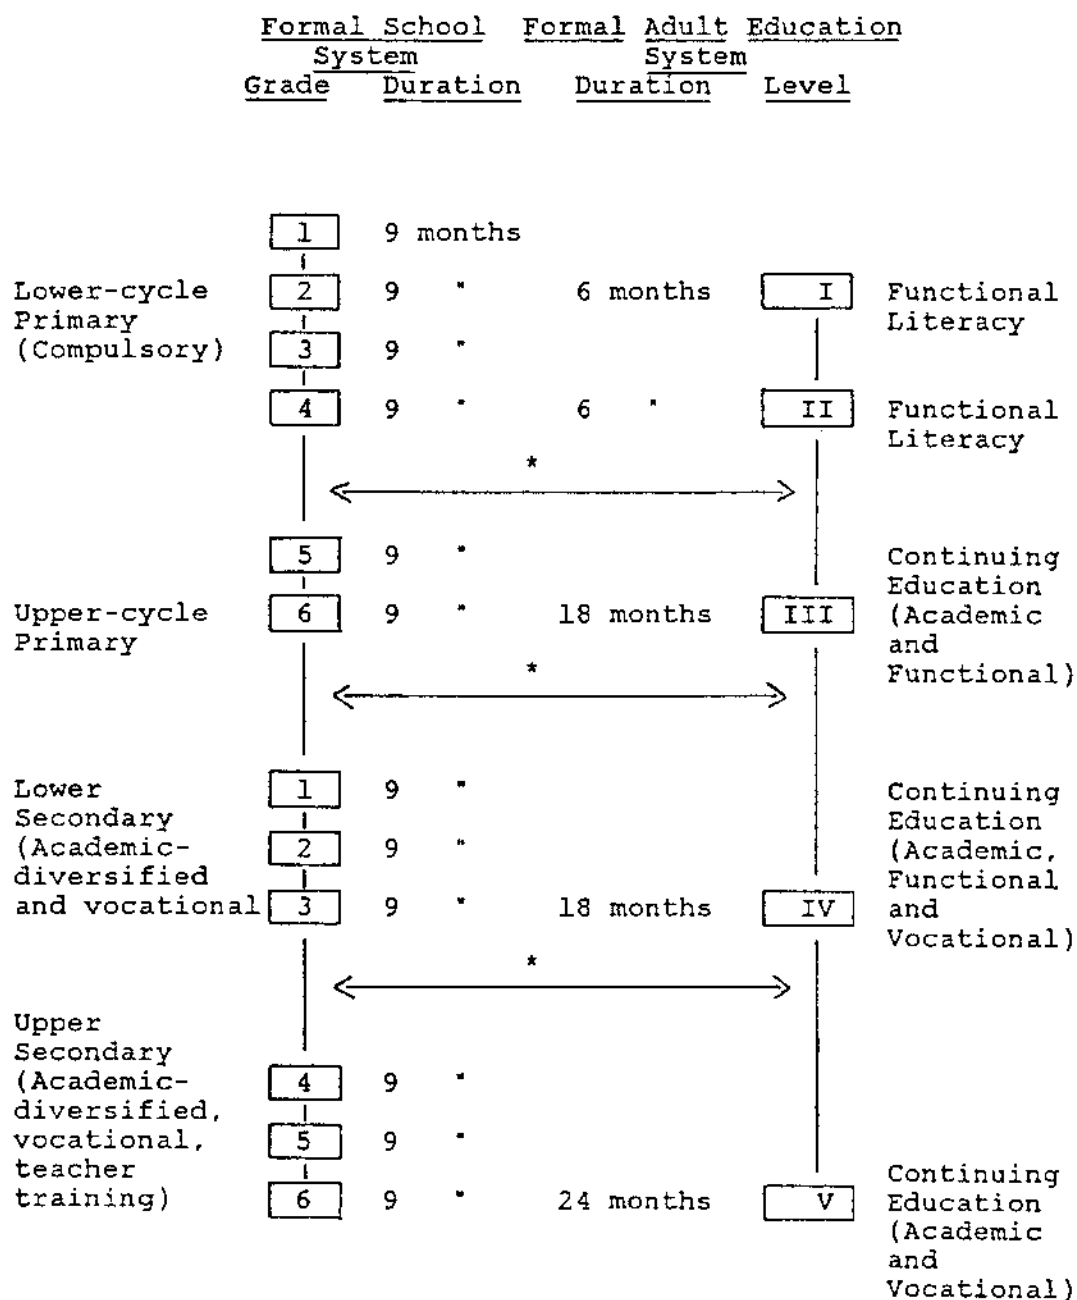 Formal School   Formal Adult Education
System   System
Grade   Duration   Duration   Level
1   9 months
Lower-cycle   2   9   "   6 months   I   Functional
Primary   Literacy
(Compulsory)   3   9   "
4   9   "   6   "   II   Functional
Literacy
*
5   9   "   Continuing
Education
Upper-cycle   6   9   "   18 months   III   (Academic
Primary   and
*   Functional)
Lower   1   9   "   Continuing
Secondary   Education
(Academic-   2   9   "   (Academic,
diversified   Functional
and vocational   3   9   "   18 months   IV   and
Vocational)
*
Upper
Secondary
(Academic-   4   9   "
diversified,
vocational,   5   9   "
teacher   Continuing
training)   6   9   "   24 months   V   Education
(Academic
and
Vocational)